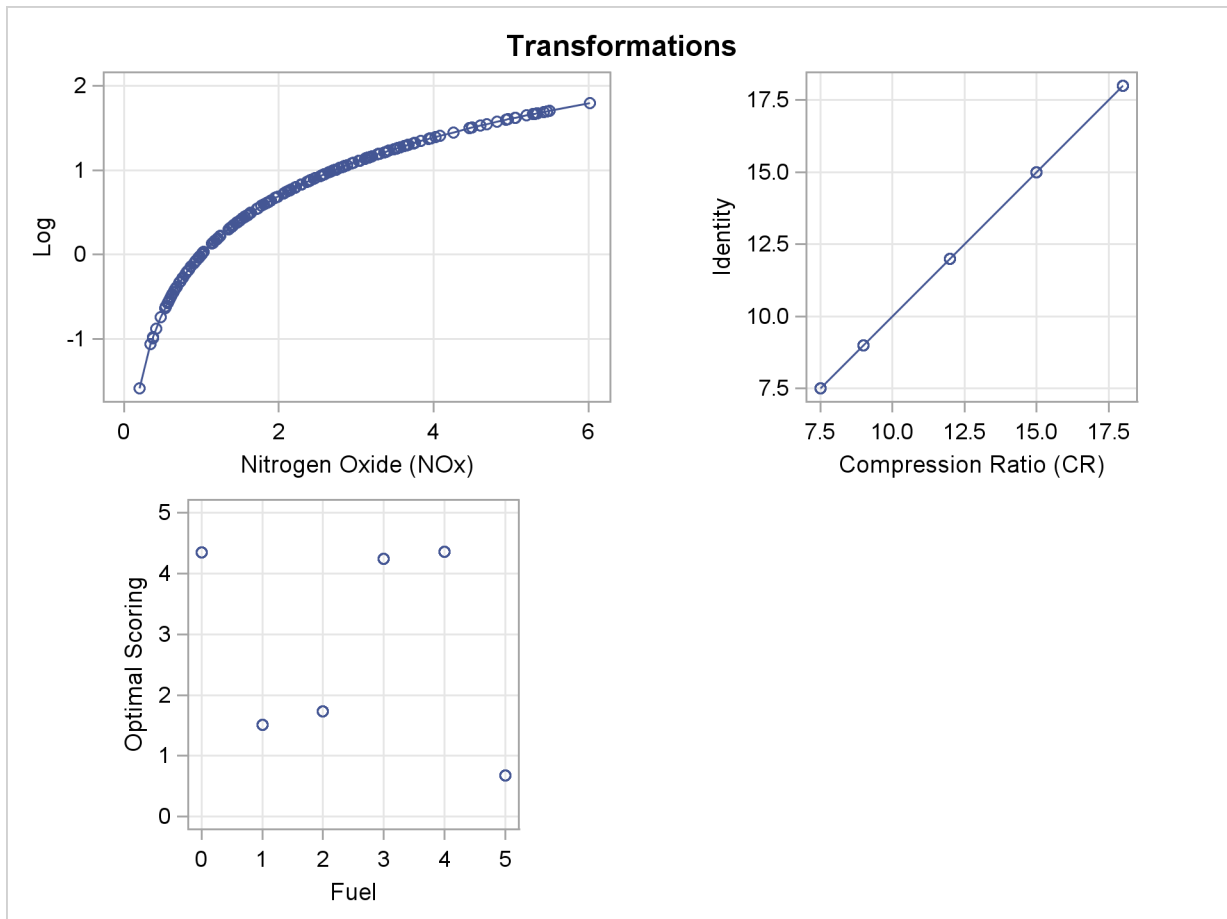 Transformations
2
1
0
-1
Log
0 2 4 6
Nitrogen Oxide (NOx)
17.5
15.0
12.5
10.0
7.5
Identity
7.5 10.0 12.5 15.0 17.5
Compression Ratio (CR)
5
4
3
2
1
0
Optimal Scoring
0 1 2 3 4 5
Fuel